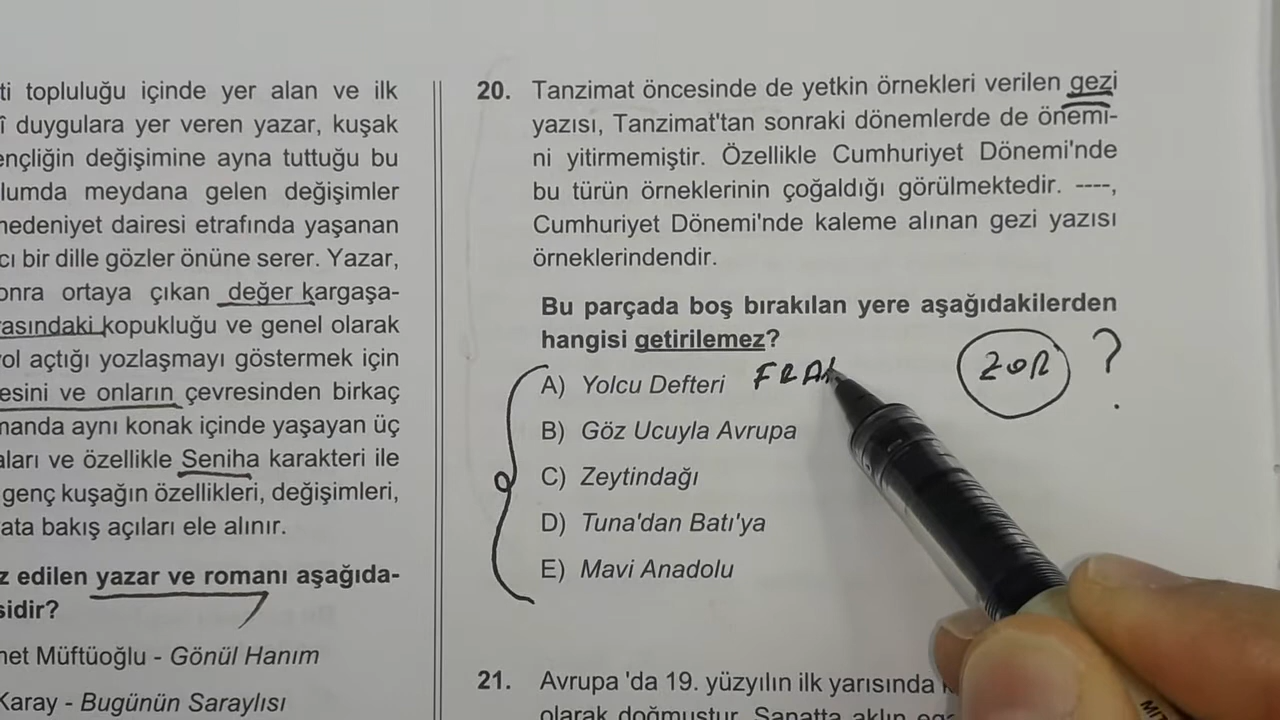 ti topluluğu içinde yer alan ve ilk
î duygulara yer veren yazar, kuşak
ençliğin değişimine ayna tuttuğu bu
lumda meydana gelen değişimler
nedeniyet dairesi etrafında yaşanan
cı bir dille gözler önüne serer. Yazar,
onra ortaya çıkan değer kargaşa-
rasındaki kopukluğu ve genel olarak
ol açtığı yozlaşmayı göstermek için
esini ve onların çevresinden birkaç
manda aynı konak içinde yaşayan üç
aları ve özellikle Seniha karakteri ile
genç kuşağın özellikleri, değişimleri,
ata bakış açıları ele alınır.
z edilen yazar ve romanı aşağıda-
sidir?
net Müftüoğlu - Gönül Hanım
Karay - Bugünün Saraylısı
20. Tanzimat öncesinde de yetkin örnekleri verilen gezi
yazısı, Tanzimat'tan sonraki dönemlerde de önemi-
ni yitirmemiştir. Özellikle Cumhuriyet Dönemi'nde
bu türün örneklerinin çoğaldığı görülmektedir. ----,
Cumhuriyet Dönemi'nde kaleme alınan gezi yazısı
örneklerindendir.
Bu parçada boş bırakılan yere aşağıdakilerden
hangisi getirilemez?
ZOR ?
A) Yolcu Defteri FRA
B) Göz Ucuyla Avrupa
C) Zeytindağı
D) Tuna'dan Batı'ya
E) Mavi Anadolu
21. Avrupa 'da 19. yüzyılın ilk yarısında
olarak doğmuştur. Sanatta aklın